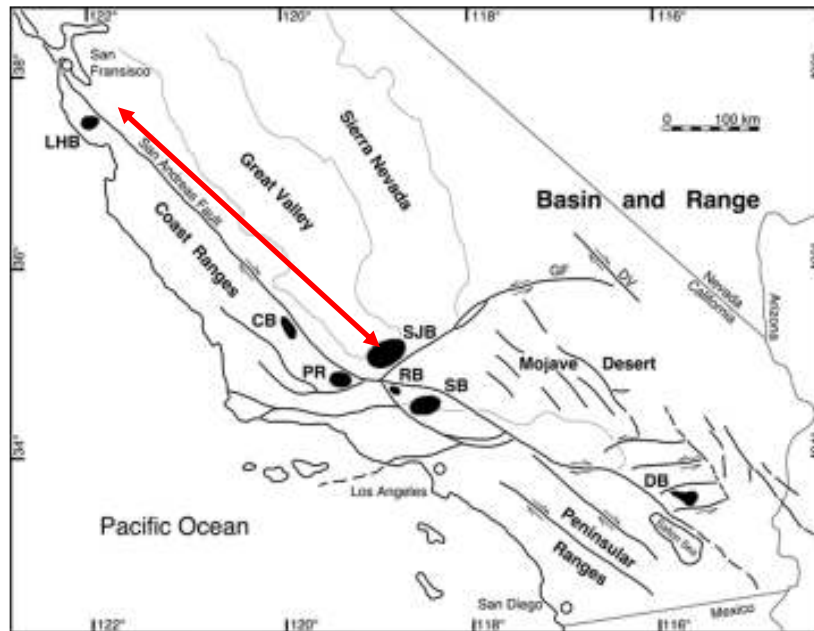 122°
120°
118°
116°
San
Fransisco
38°
LHB
San Andreas Fault
Great Valley
Sierra Nevada
0 100 km
Basin and Range
Coast Ranges
36°
GF
DV
Nevada
California
Arizona
CB
SJB
PR
RB
SB
Mojave Desert
34°
Los Angeles
DB
Salton Sea
Pacific Ocean
Peninsular
Ranges
San Diego
Mexico
122°
120°
118°
116°